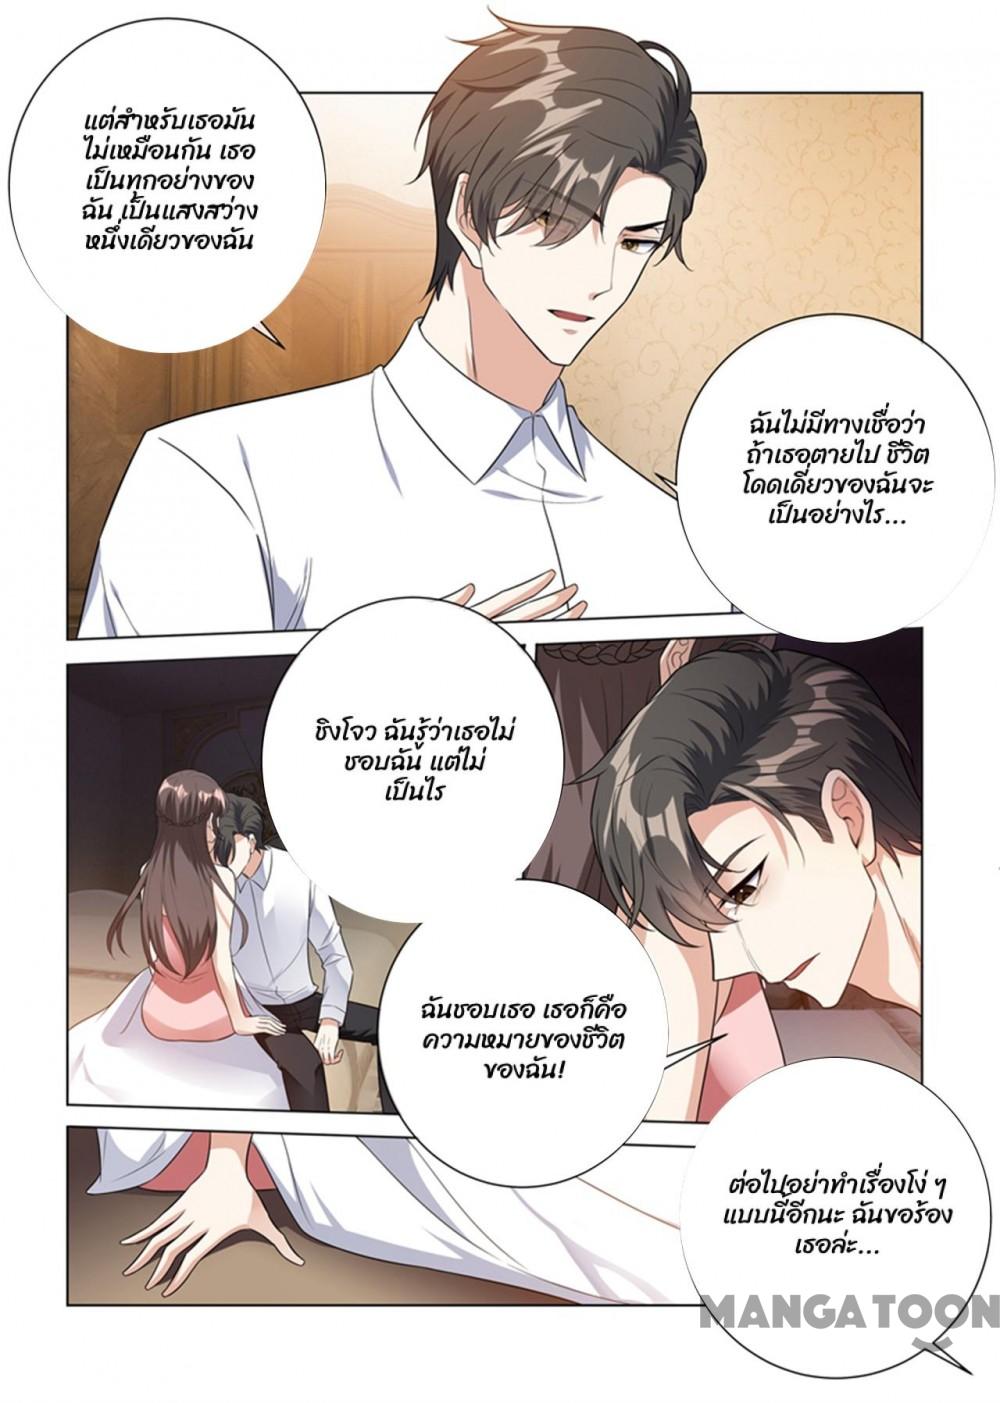 แต่สำหรับเธอมัน
ไม่เหมือนกัน เธอ
เป็นทุกอย่างของ
ฉัน เป็นแสงสว่าง
หนึ่งเดียวของฉัน
ฉันไม่มีทางเชื่อว่า
ถ้าเธอตายไป ชีวิต
โดดเดี่ยวของฉันจะ
เป็นอย่างไร...
ชิงโจว ฉันรู้ว่าเธอไม่
ชอบฉัน แต่ไม่
เป็นไร
ฉันชอบเธอ เธอก็คือ
ความหมายของชีวิต
ของฉัน!
ต่อไปอย่าทำเรื่องโง่ ๆ
แบบนี้อีกนะ ฉันขอร้อง
เธอล่ะ...
MANGATOON